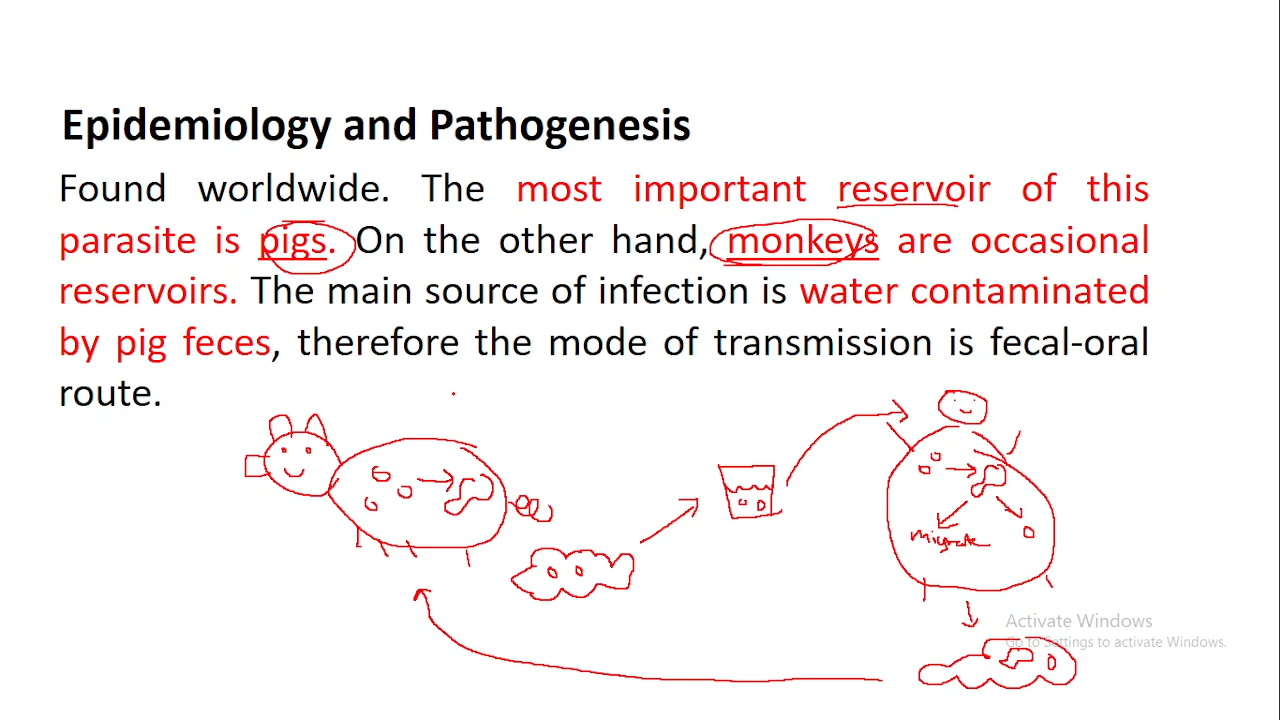 Epidemiology and Pathogenesis
Found worldwide. The most important reservoir of this
parasite is pigs. On the other hand, monkeys are occasional
reservoirs. The main source of infection is water contaminated
by pig feces, therefore the mode of transmission is fecal-oral
route.
migrate
Activate Windows
Go to Settings to activate Windows.